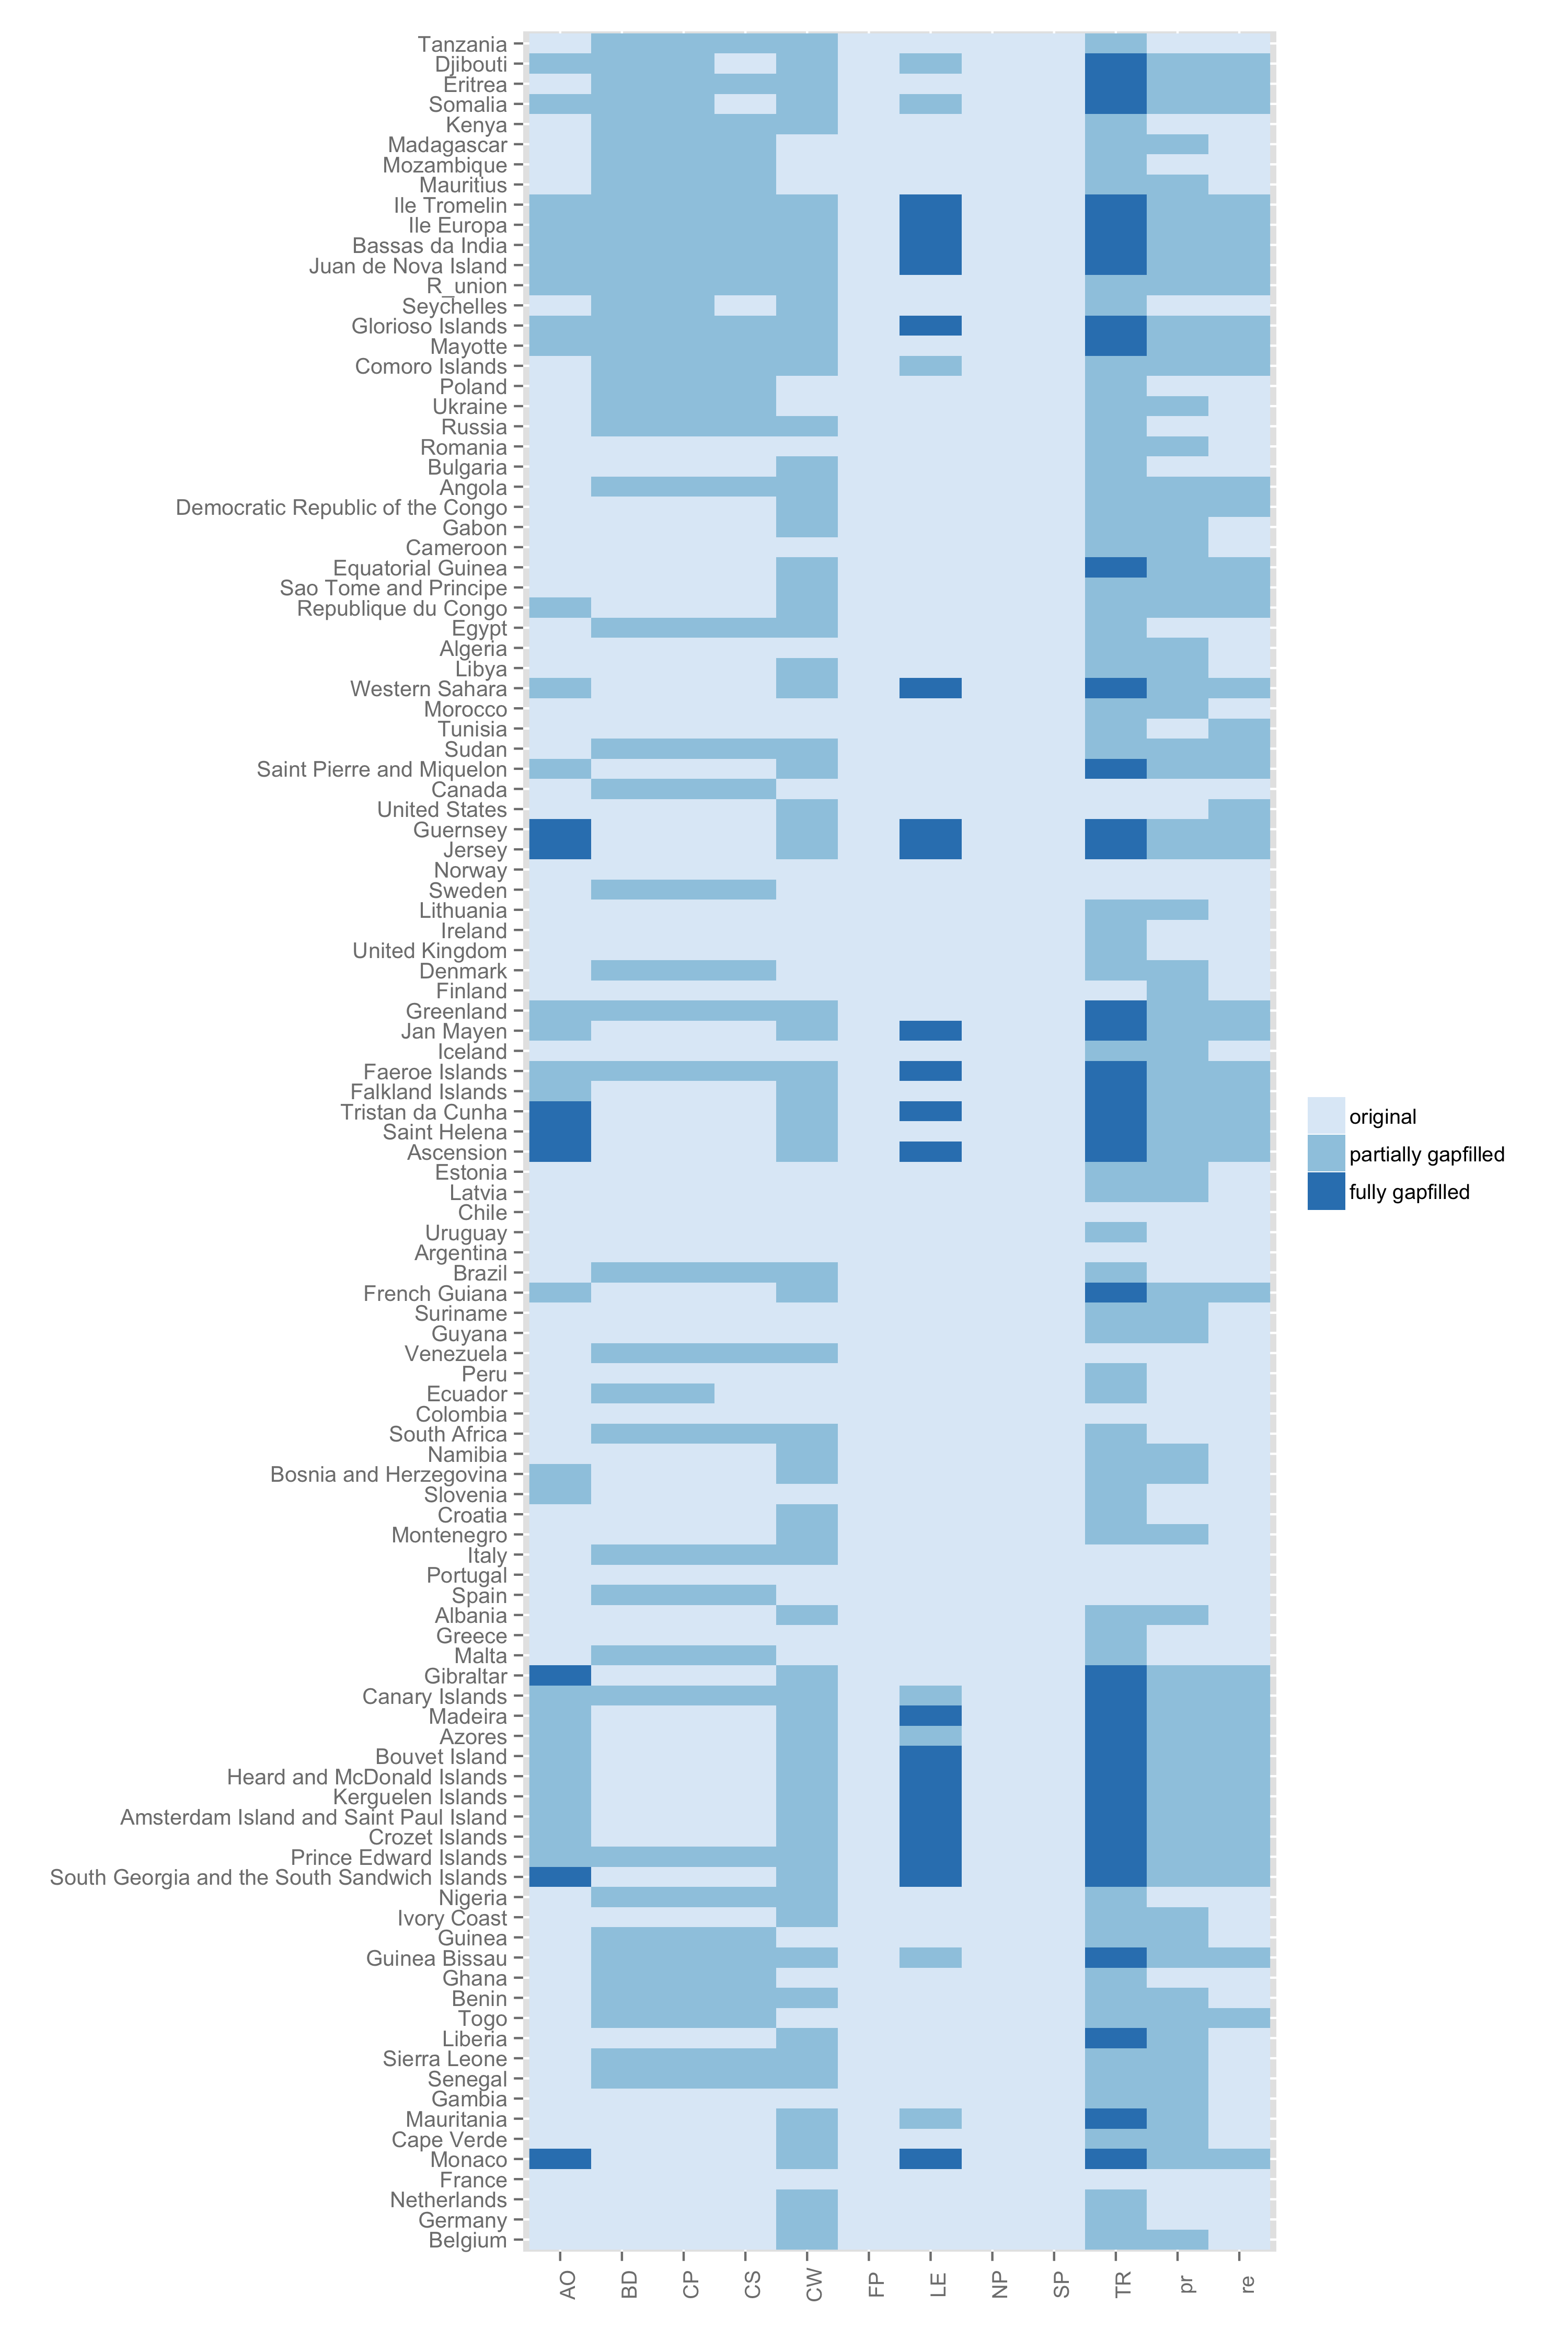 Tanzania
Djibouti
Eritrea
Somalia
Kenya
Madagascar
Mozambique
Mauritius
Ile Tromelin
Ile Europa
Bassas da India
Juan de Nova Island
R_union
Seychelles
Glorioso Islands
Mayotte
Comoro Islands
Poland
Ukraine
Russia
Romania
Bulgaria
Angola
Democratic Republic of the Congo
Gabon
Cameroon
Equatorial Guinea
Sao Tome and Principe
Republique du Congo
Egypt
Algeria
Libya
Western Sahara
Morocco
Tunisia
Sudan
Saint Pierre and Miquelon
Canada
United States
Guernsey
Jersey
Norway
Sweden
Lithuania
Ireland
United Kingdom
Denmark
Finland
Greenland
Jan Mayen
Iceland
Faeroe Islands
Falkland Islands
Tristan da Cunha
Saint Helena
Ascension
Estonia
Latvia
Chile
Uruguay
Argentina
Brazil
French Guiana
Suriname
Guyana
Venezuela
Peru
Ecuador
Colombia
South Africa
Namibia
Bosnia and Herzegovina
Slovenia
Croatia
Montenegro
Italy
Portugal
Spain
Albania
Greece
Malta
Gibraltar
Canary Islands
Madeira
Azores
Bouvet Island
Heard and McDonald Islands
Kerguelen Islands
Amsterdam Island and Saint Paul Island
Crozet Islands
Prince Edward Islands
South Georgia and the South Sandwich Islands
Nigeria
Ivory Coast
Guinea
Guinea Bissau
Ghana
Benin
Togo
Liberia
Sierra Leone
Senegal
Gambia
Mauritania
Cape Verde
Monaco
France
Netherlands
Germany
Belgium
AO
BD
CP
CS
CW
FP
LE
NP
SP
TR
pr
re
original
partially gapfilled
fully gapfilled